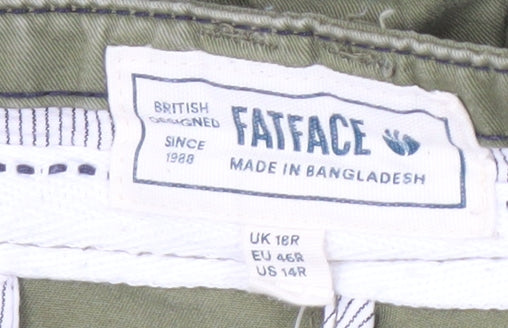 BRITISH
DESIGNED
SINCE
1988
FATFACE
MADE IN BANGLADESH
UK 18R
EU 46R
US 14R